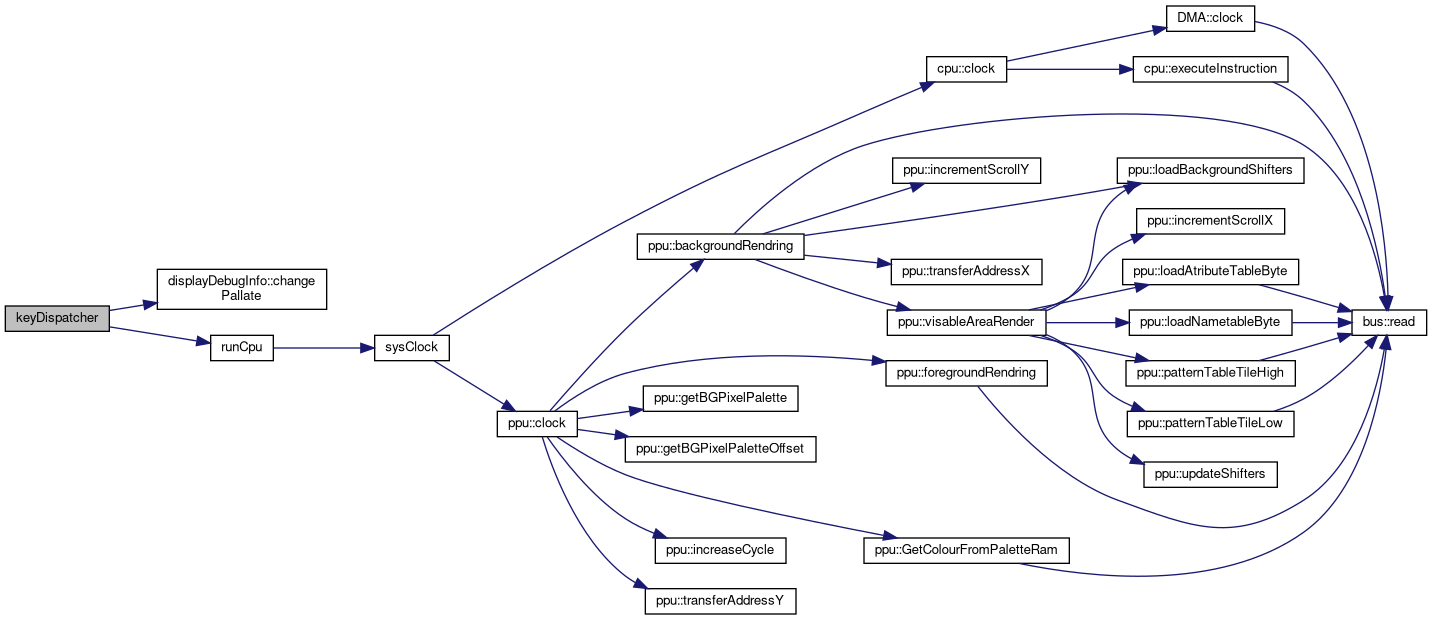 DMA::clock
cpu::clock
cpu::executeInstruction
ppu::incrementScrollY
ppu::loadBackgroundShifters
ppu::incrementScrollX
ppu::backgroundRendring
ppu::transferAddressX
ppu::loadAtributeTableByte
displayDebugInfo::change
Pallate
keyDispatcher
ppu::visableAreaRender
ppu::loadNametableByte
bus::read
runCpu
sysClock
ppu::foregroundRendring
ppu::patternTableTileHigh
ppu::getBGPixelPalette
ppu::clock
ppu::patternTableTileLow
ppu::getBGPixelPaletteOffset
ppu::updateShifters
ppu::increaseCycle
ppu::GetColourFromPaletteRam
ppu::transferAddressY